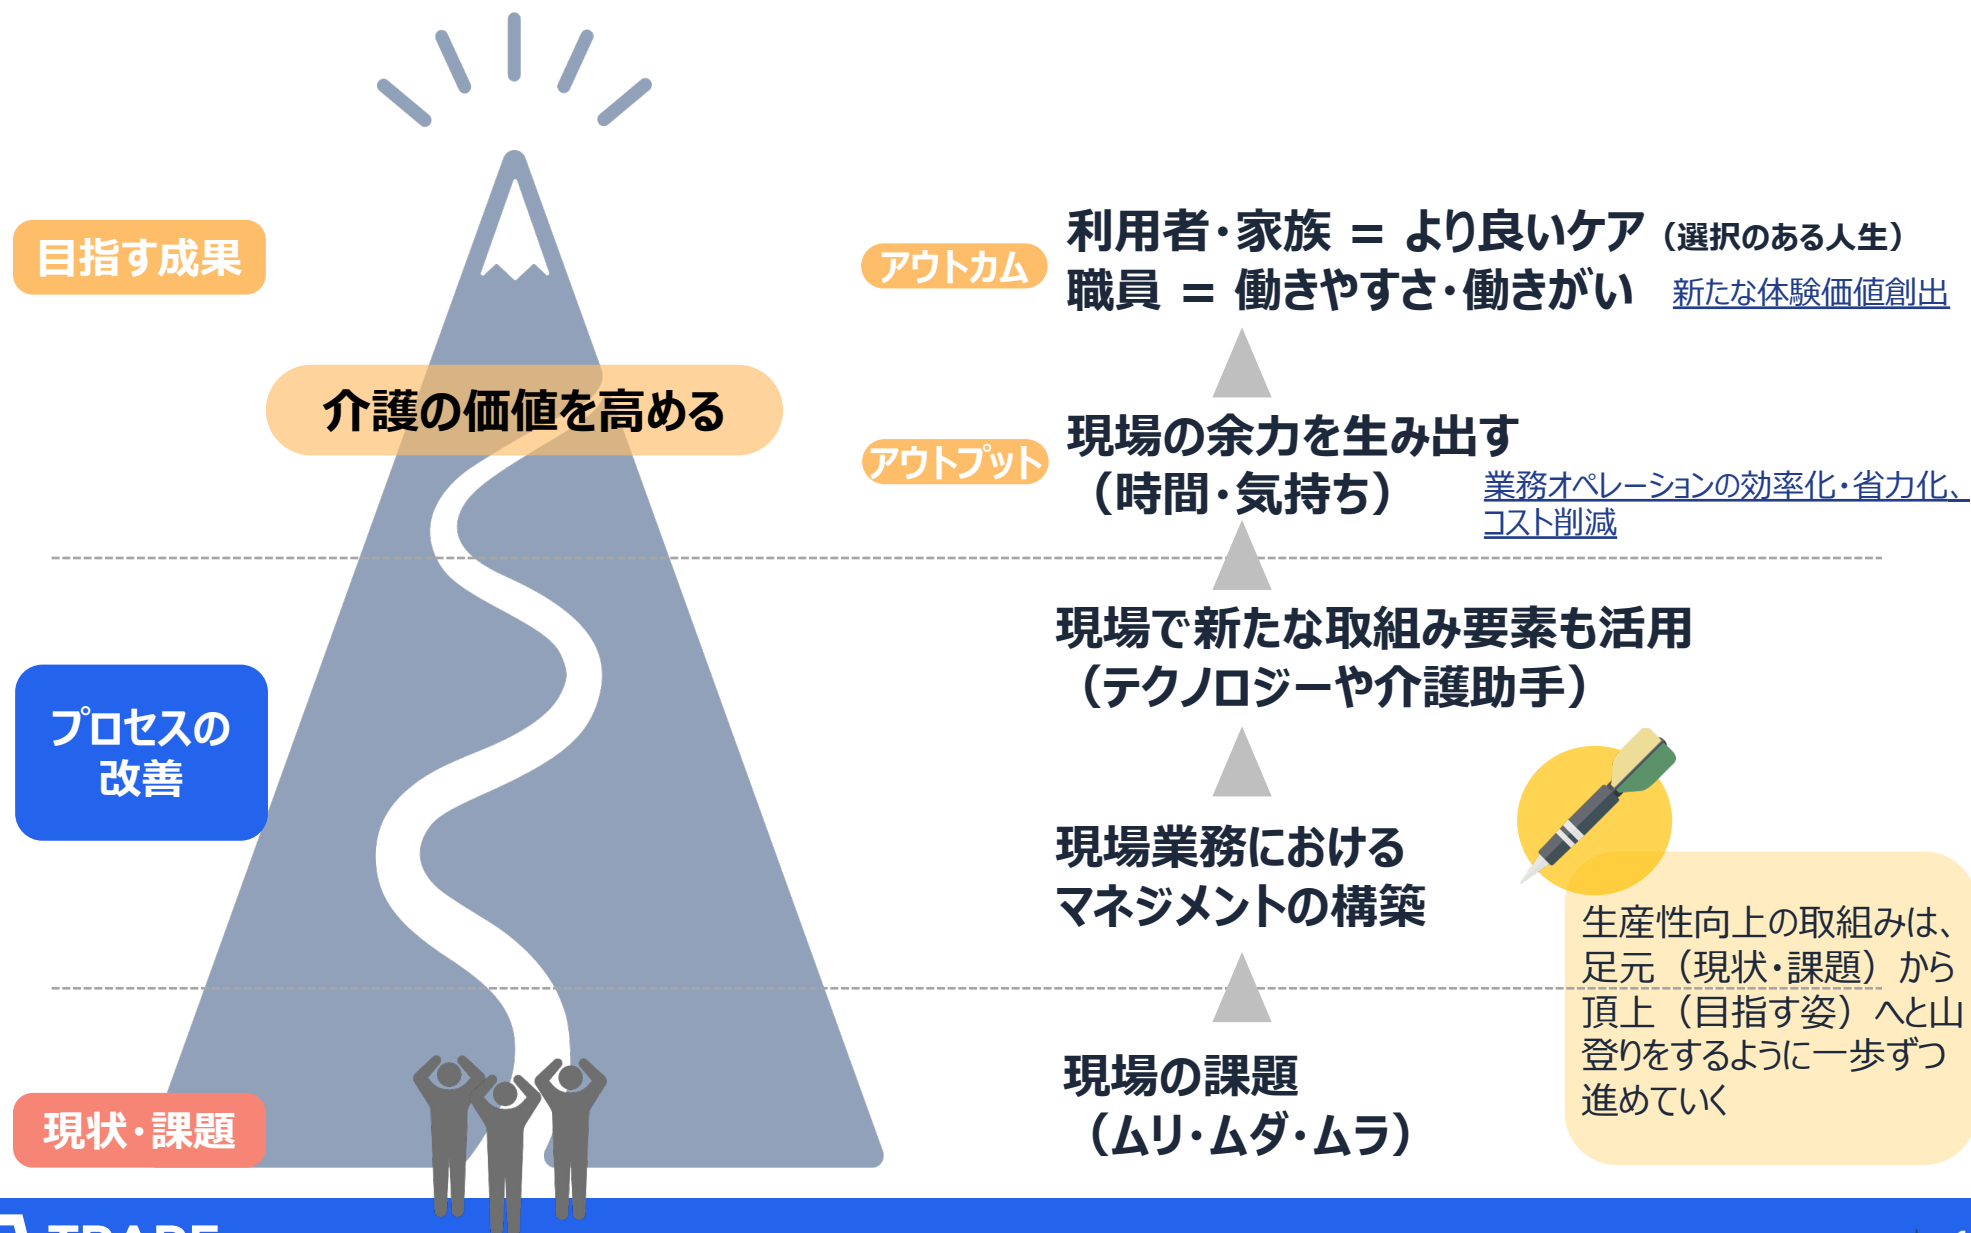 目指す成果
アウトカム
利用者・家族 = より良いケア（選択のある人生）
職員 = 働きやすさ・働きがい 新たな体験価値創出
介護の価値を高める
アウトプット
現場の余力を生み出す
（時間・気持ち）
業務オペレーションの効率化・省力化、
コスト削減
現場で新たな取組み要素も活用
（テクノロジーや介護助手）
プロセスの
改善
現場業務における
マネジメントの構築
生産性向上の取組みは、
足元（現状・課題）から
頂上（目指す姿）へと山
登りをするように一歩ずつ
進めていく
現場の課題
（ムリ・ムダ・ムラ）
現状・課題